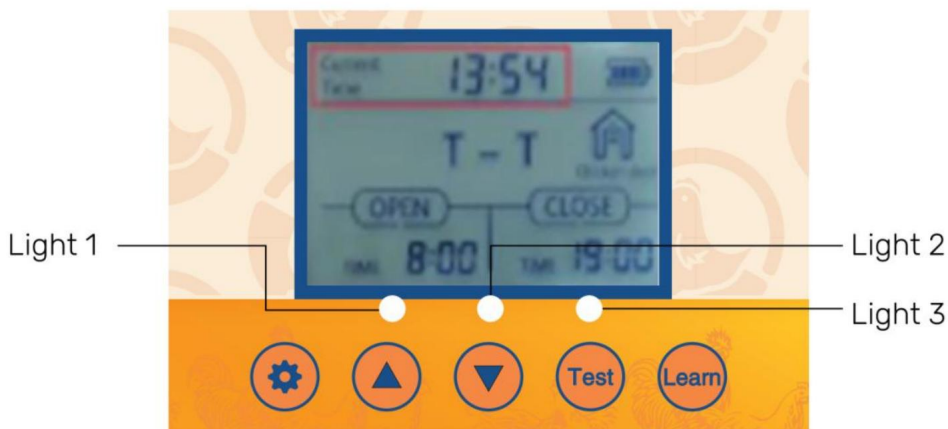 Current 13:54
Time
T - T
OPEN CLOSE
TIME 8:00 TIME 19:00
Light 1
Light 2
Light 3
Test Learn